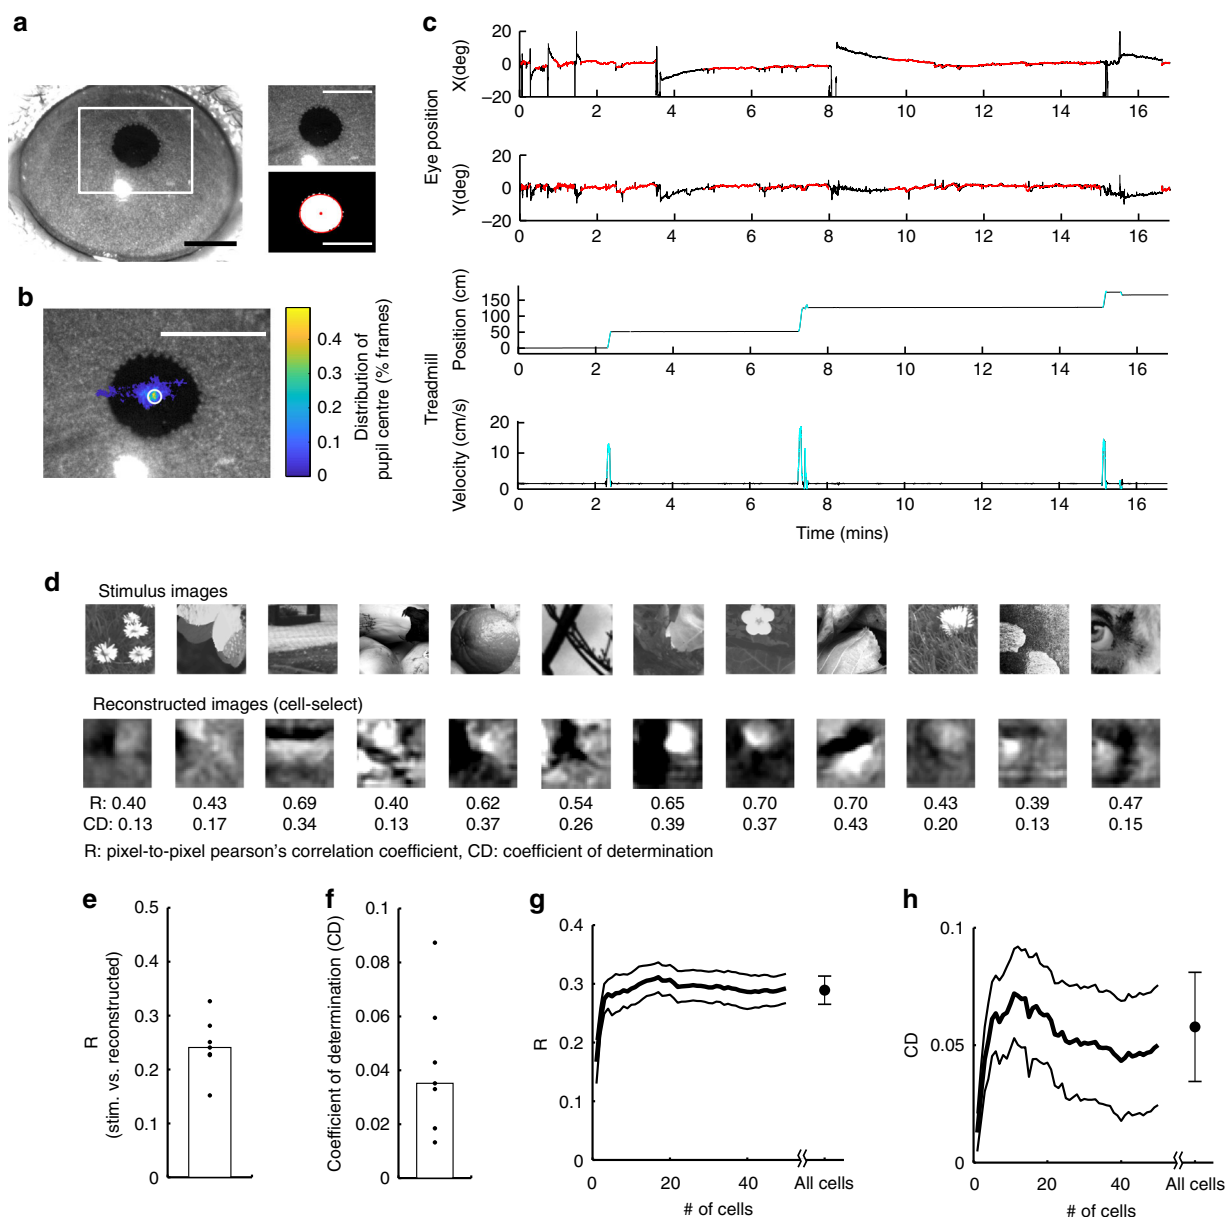 a
b
0.4
0.3
0.2
0.1
0
Distribution of
pupil centre (% frames)
c
Eye position
X(deg)
20
0
−20
0 2 4 6 8 10 12 14 16
Y(deg)
20
0
−20
0 2 4 6 8 10 12 14 16
Treadmill
Position (cm)
150
100
50
0
0 2 4 6 8 10 12 14 16
Velocity (cm/s)
20
10
0
0 2 4 6 8 10 12 14 16
Time (mins)
d
Stimulus images
Reconstructed images (cell-select)
R: 0.40 0.43 0.69 0.40 0.62 0.54 0.65 0.70 0.70 0.43 0.39 0.47
CD: 0.13 0.17 0.34 0.13 0.37 0.26 0.39 0.37 0.43 0.20 0.13 0.15
R: pixel-to-pixel pearson's correlation coefficient, CD: coefficient of determination
e
R
(stim. vs. reconstructed)
0.5
0.4
0.3
0.2
0.1
0
f
Coefficient of determination (CD)
0.1
0.08
0.06
0.04
0.02
0
g
R
0.4
0.3
0.2
0.1
0
0 20 40 All cells
# of cells
h
CD
0.1
0.05
0
0 20 40 All cells
# of cells